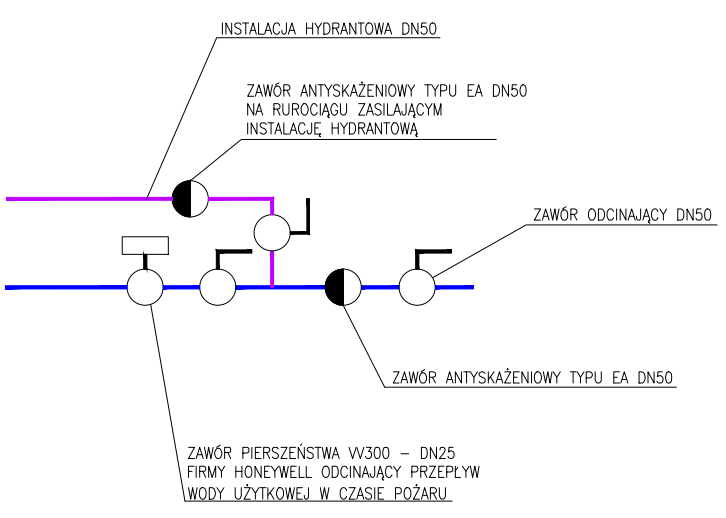 INSTALACJA HYDRANTOWA DN50
ZAWÓR ANTYSKAŻENIOWY TYPU EA DN50
NA RUROCIĄGU ZASILAJĄCYM
INSTALACJĘ HYDRANTOWĄ
ZAWÓR ODCINAJĄCY DN50
ZAWÓR ANTYSKAŻENIOWY TYPU EA DN50
ZAWÓR PIERSZEŃSTWA VV300 - DN25
FIRMY HONEYWELL ODCINAJĄCY PRZEPŁYW
WODY UŻYTKOWEJ W CZASIE POŻARU